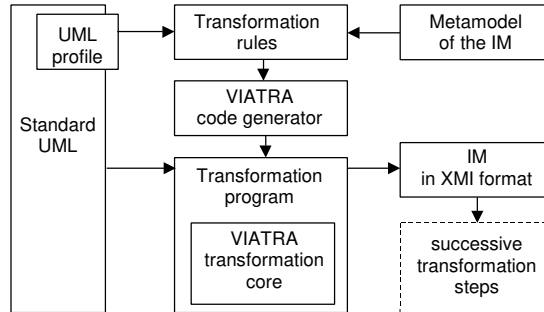 UML
profile
Transformation
rules
Metamodel
of the IM
Standard
UML
VIATRA
code generator
Transformation
program
IM
in XMI format
VIATRA
transformation
core
successive
transformation
steps